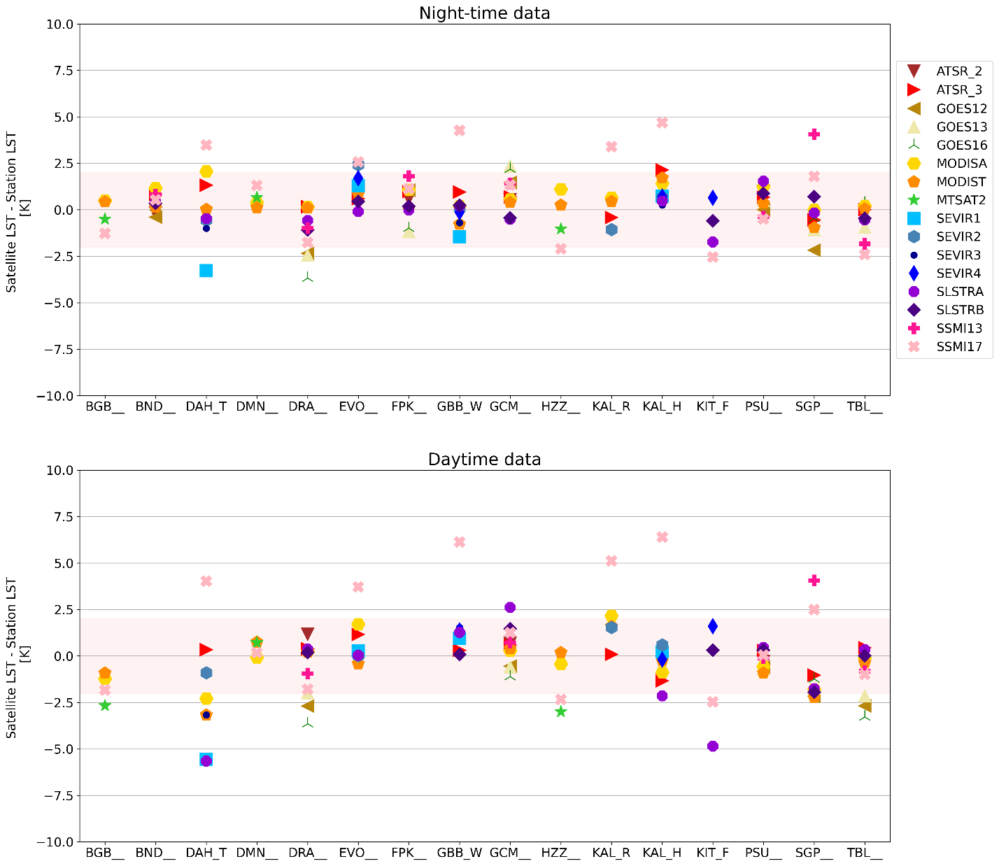 Night-time data
10.0
7.5
5.0
2.5
0.0
−2.5
−5.0
−7.5
−10.0
Satellite LST - Station LST
[K]
BGB__ BND__ DAH_T DMN__ DRA__ EVO__ FPK__ GBB_W GCM__ HZZ__ KAL_R KAL_H KIT_F PSU__ SGP__ TBL__
ATSR_2
ATSR_3
GOES12
GOES13
GOES16
MODISA
MODIST
MTSAT2
SEVIR1
SEVIR2
SEVIR3
SEVIR4
SLSTRA
SLSTRB
SSMI13
SSMI17
Daytime data
10.0
7.5
5.0
2.5
0.0
−2.5
−5.0
−7.5
−10.0
Satellite LST - Station LST
[K]
BGB__ BND__ DAH_T DMN__ DRA__ EVO__ FPK__ GBB_W GCM__ HZZ__ KAL_R KAL_H KIT_F PSU__ SGP__ TBL__